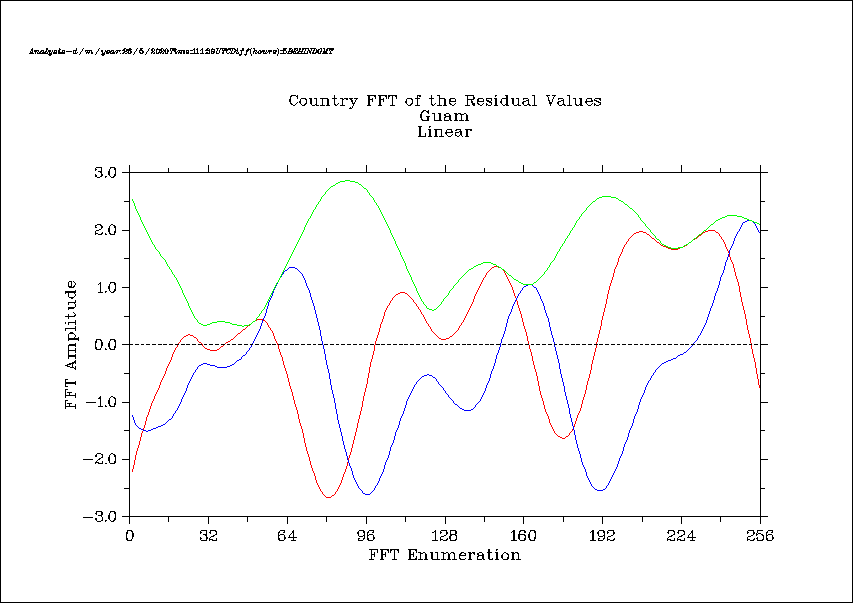 Country FFT of the Residual Values
Guam
Linear
3.0
2.0
1.0
0.0
-1.0
-2.0
-3.0
FFT Amplitude
0 32 64 96 128 160 192 224 256
FFT Enumeration